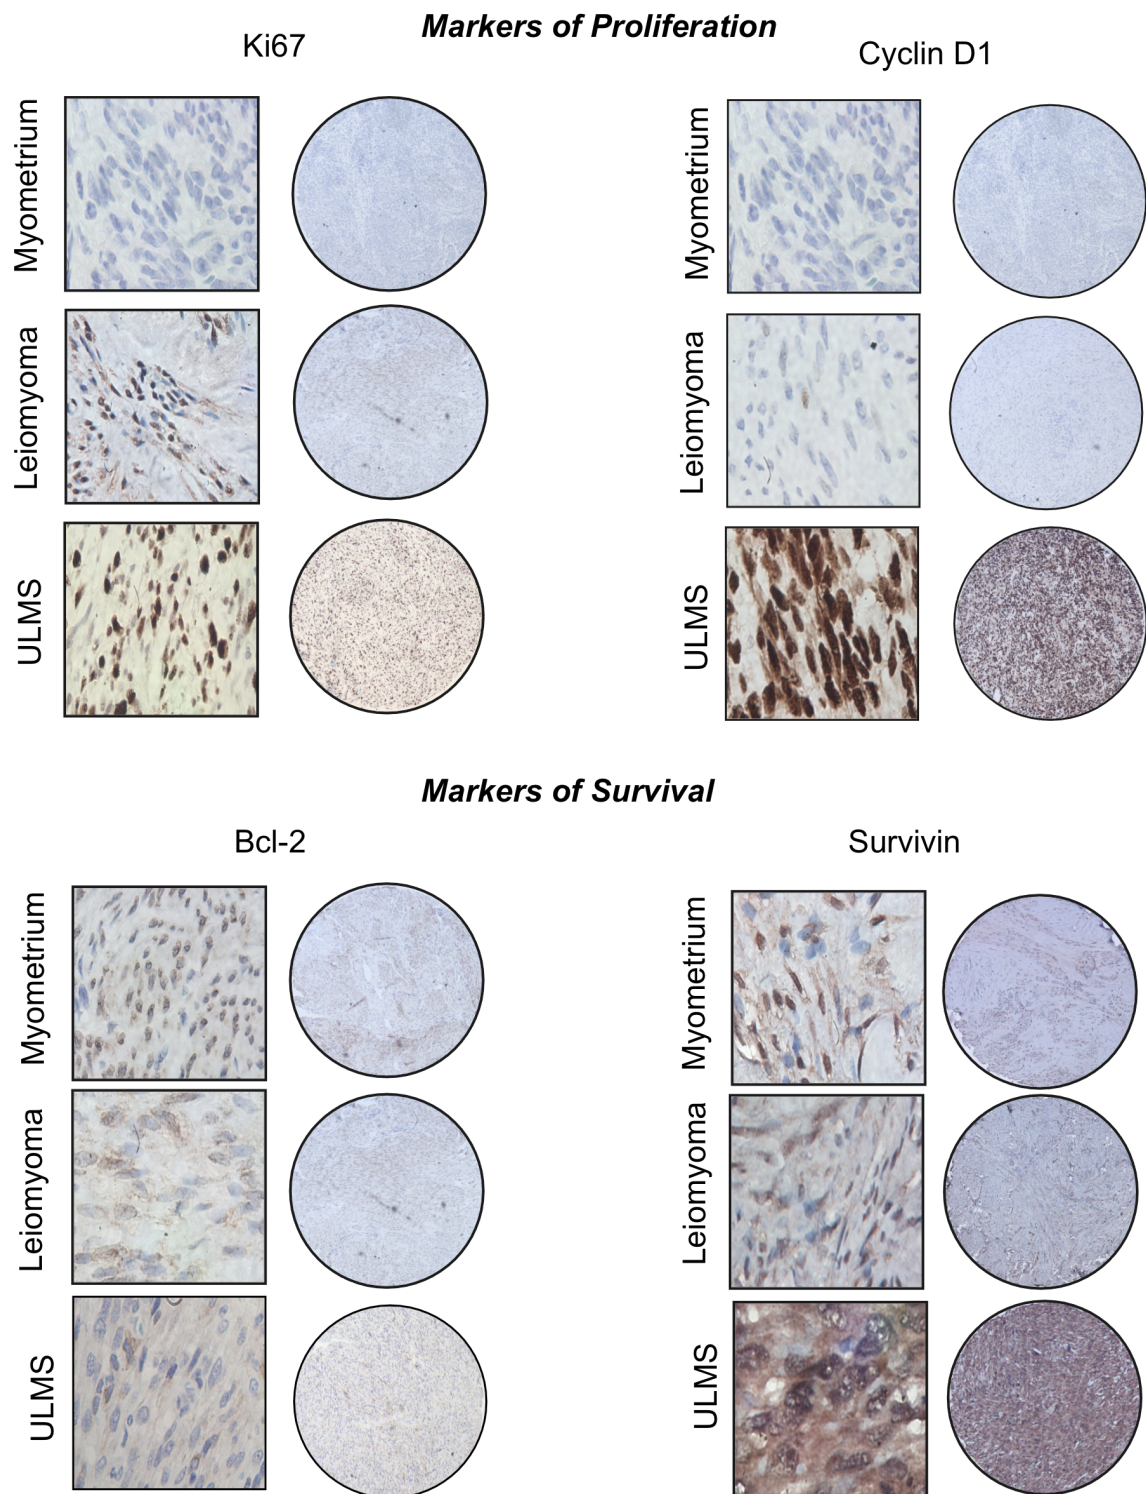 Markers of Proliferation
Ki67
Cyclin D1
Myometrium
Myometrium
Leiomyoma
Leiomyoma
ULMS
ULMS
Markers of Survival
Bcl-2
Survivin
Myometrium
Myometrium
Leiomyoma
Leiomyoma
ULMS
ULMS